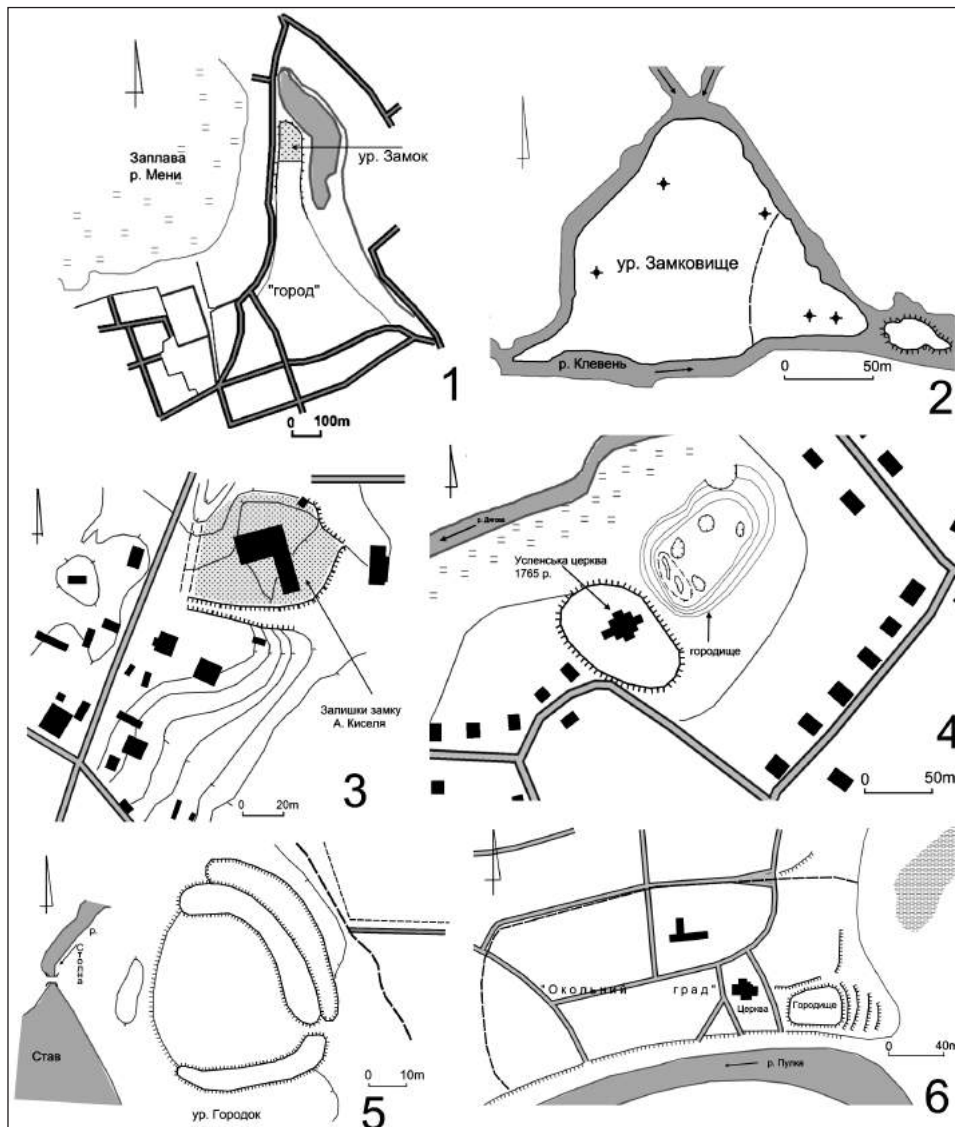 Заплава
р. Мени
ур. Замок
"город"
1
0 100m
ур. Замковище
р. Клевень
0 50m
2
Залишки замку
А. Киселя
3
0 20m
р. Дягова
Успенська церква
1765 р.
городище
4
0 50m
р.
Столна
Став
ур. Городок
5
0 10m
"Окольний град"
Церква
Городище
р. Пулка
0 40m
6